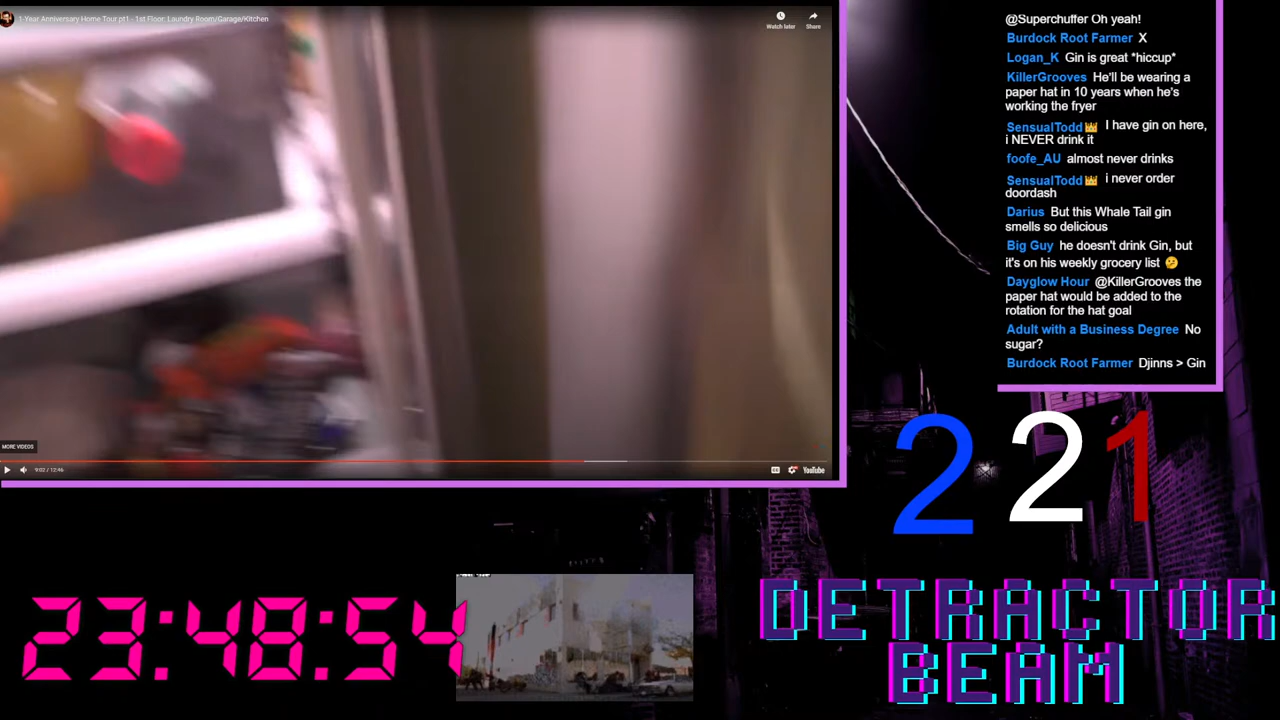 1-Year Anniversary Home Tour pt1 - 1st Floor: Laundry Room/Garage/Kitchen
Watch later
Share
MORE VIDEOS
9:02 / 12:46
YouTube
@Superchuffer Oh yeah!
Burdock Root Farmer X
Logan_K Gin is great *hiccup*
KillerGrooves He'll be wearing a
paper hat in 10 years when he's
working the fryer
SensualTodd👑 I have gin on here,
i NEVER drink it
foofe_AU almost never drinks
SensualTodd👑 i never order
doordash
Darius But this Whale Tail gin
smells so delicious
Big Guy he doesn't drink Gin, but
it's on his weekly grocery list 🫤
Dayglow Hour @KillerGrooves the
paper hat would be added to the
rotation for the hat goal
Adult with a Business Degree No
sugar?
Burdock Root Farmer Djinns > Gin
221
23:48:54
DETRACTOR
BEAM